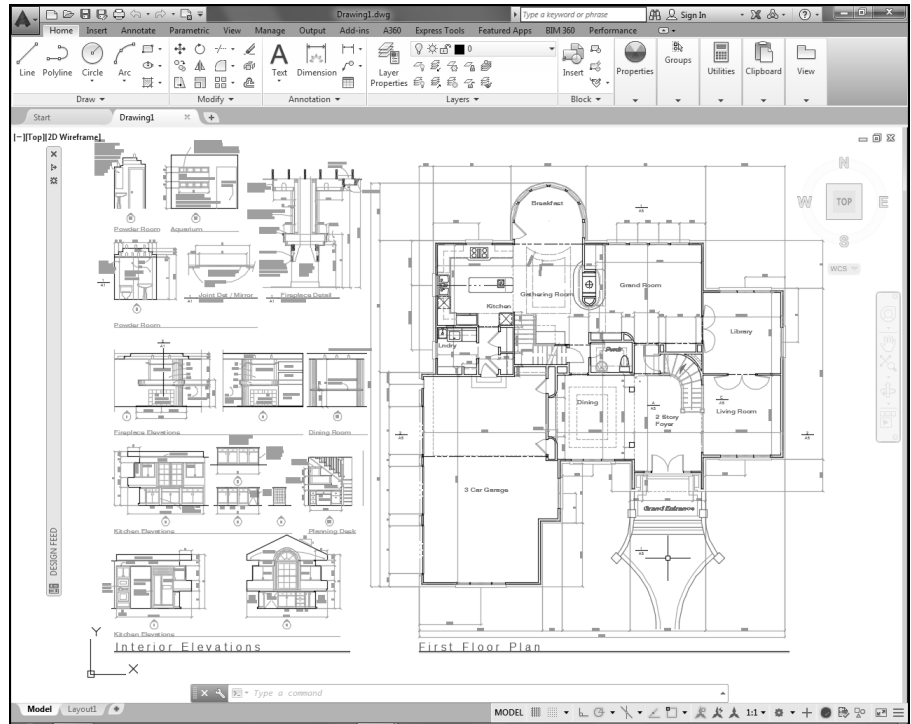 Drawing1.dwg
Type a keyword or phrase
Sign In
Home Insert Annotate Parametric View Manage Output Add-ins A360 Express Tools Featured Apps BIM 360 Performance
Line Polyline Circle Arc
Text Dimension
Layer Properties
0
Insert
Properties
Groups
Utilities
Clipboard
View
Draw
Modify
Annotation
Layers
Block
Start
Drawing1
[−][Top][2D Wireframe]
N
W TOP E
S
WCS
Powder Room Aquarium
Joint Det / Mirror
Fireplace Detail
Powder Room
Fireplace Elevations
Dining Room
Kitchen Elevations
Planning Desk
Kitchen Elevations
Interior Elevations
Breakfast
Grand Room
Gathering Room
Kitchen
Library
Lndry
Dining
2 Story
Foyer
Living Room
3 Car Garage
Grand Entrance
First Floor Plan
DESIGN FEED
Y
X
Type a command
Model Layout1
MODEL
1:1